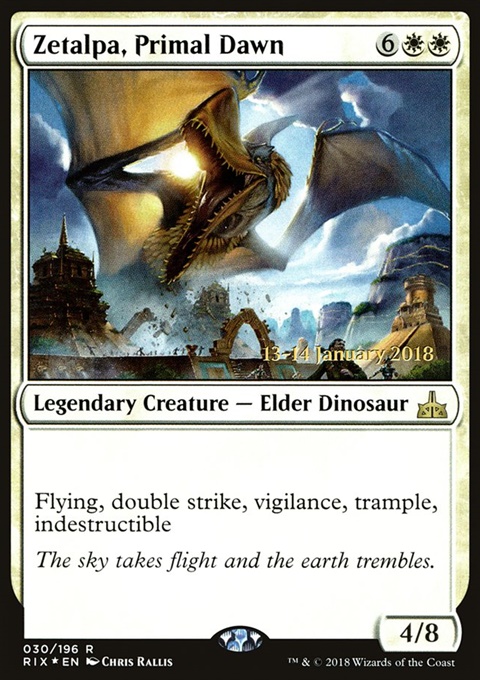 Zetalpa, Primal Dawn 6
13-14 January 2018
Legendary Creature — Elder Dinosaur
Flying, double strike, vigilance, trample,
indestructible
The sky takes flight and the earth trembles.
4/8
030/196 R
RIX★EN Chris Rallis
™ & © 2018 Wizards of the Coast